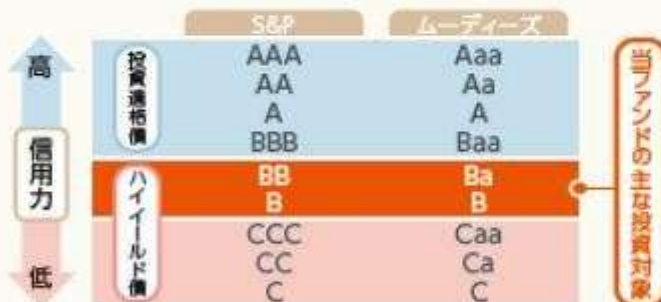 S&P ムーディーズ
高
信用力
低
投資適格債
ハイイールド債
AAA Aaa
AA Aa
A A
BBB Baa
BB Ba
B B
CCC Caa
CC Ca
C C
当ファンドの主な投資対象